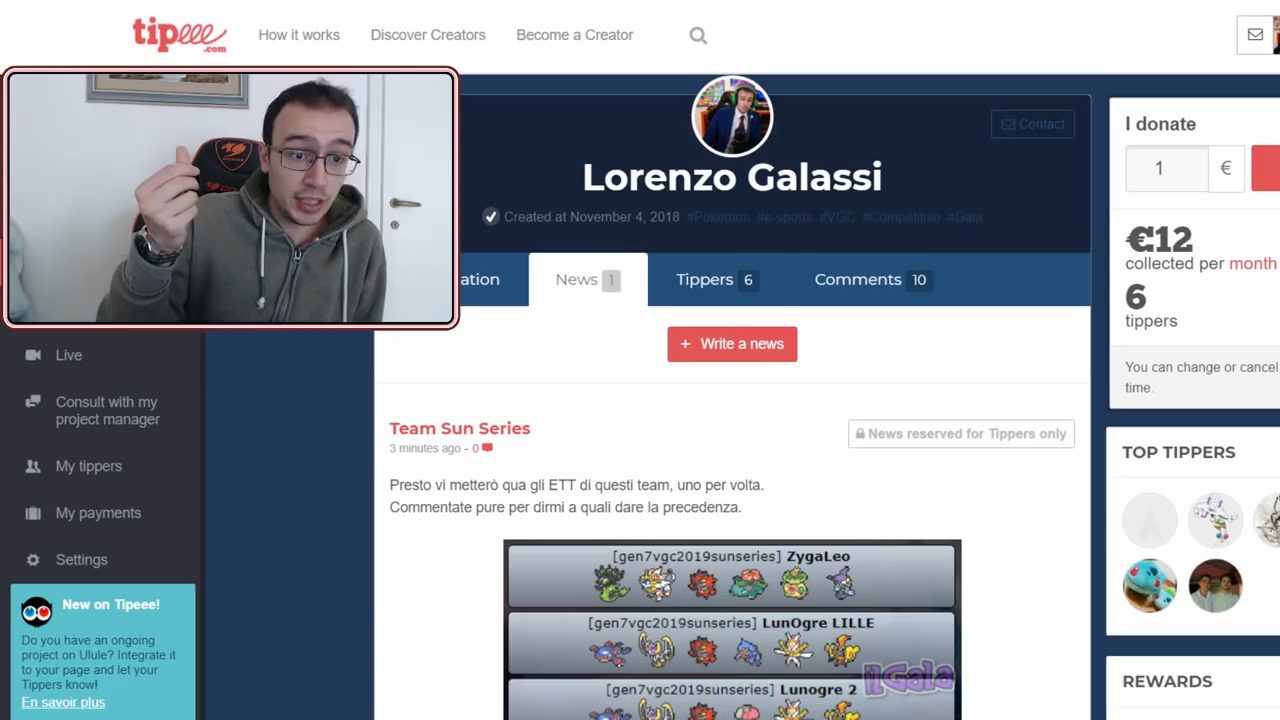 tipeee.com
How it works
Discover Creators
Become a Creator
Contact
Lorenzo Galassi
Created at November 4, 2018 #Pokémon #e-sports #VGC #Competitivo #Gala
ation
News 1
Tippers 6
Comments 10
+ Write a news
Live
Consult with my
project manager
My tippers
My payments
Settings
New on Tipeee!
Do you have an ongoing
project on Ulule? Integrate it
to your page and let your
Tippers know!
En savoir plus
Team Sun Series
3 minutes ago - 0
News reserved for Tippers only
Presto vi metterò qua gli ETT di questi team, uno per volta.
Commentate pure per dirmi a quali dare la precedenza.
[gen7vgc2019sunseries] ZygaLeo
[gen7vgc2019sunseries] LunOgre LILLE
[gen7vgc2019sunseries] Lunogre 2
ilGala
I donate
1 €
€12
collected per month
6
tippers
You can change or cancel
time.
TOP TIPPERS
REWARDS